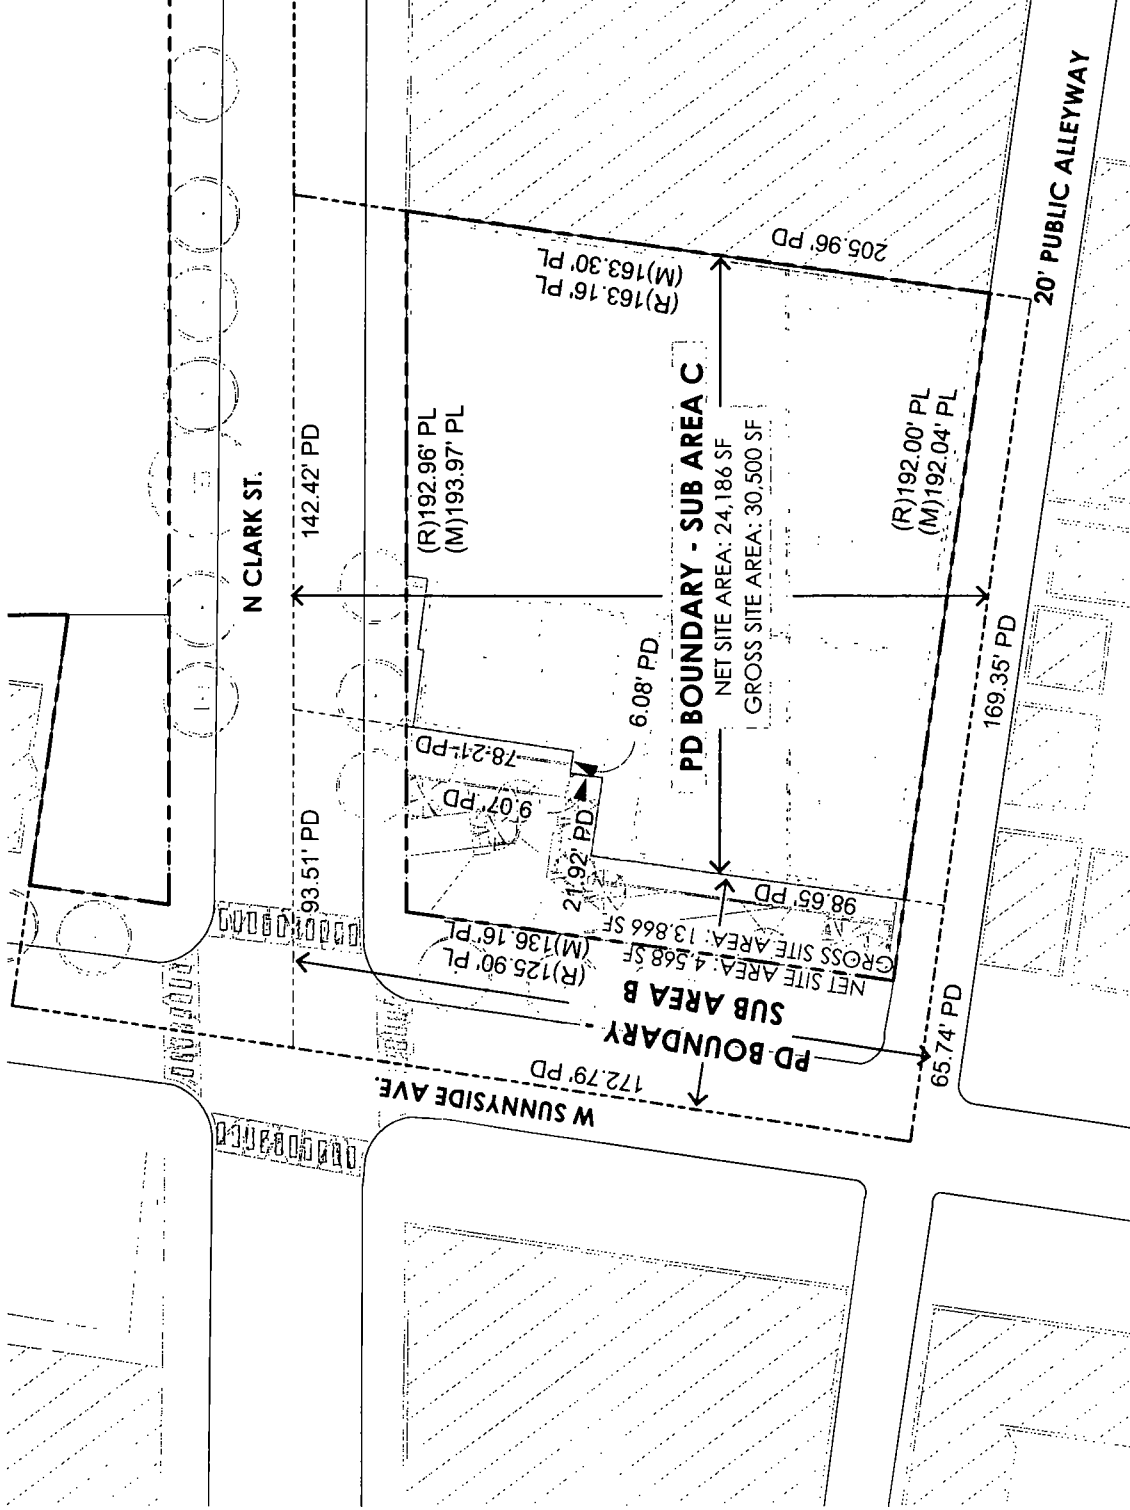 N CLARK ST.
142.42' PD
93.51' PD
(R)192.96' PL
(M)193.97' PL
(M)163.30' PL
(R)163.16' PL
205.96' PD
20' PUBLIC ALLEYWAY
PD BOUNDARY - SUB AREA C
NET SITE AREA: 24,186 SF
GROSS SITE AREA: 30,500 SF
(R)192.00' PL
(M)192.04' PL
169.35' PD
6.08' PD
78.21' PD
9.07' PD
21.92' PD
98.65' PD
(M)136.16' PL
(R)125.90' PL
GROSS SITE AREA: 13,866 SF
NET SITE AREA: 4,568 SF
PD BOUNDARY -
SUB AREA B
65.74' PD
172.79' PD
W SUNNYSIDE AVE.